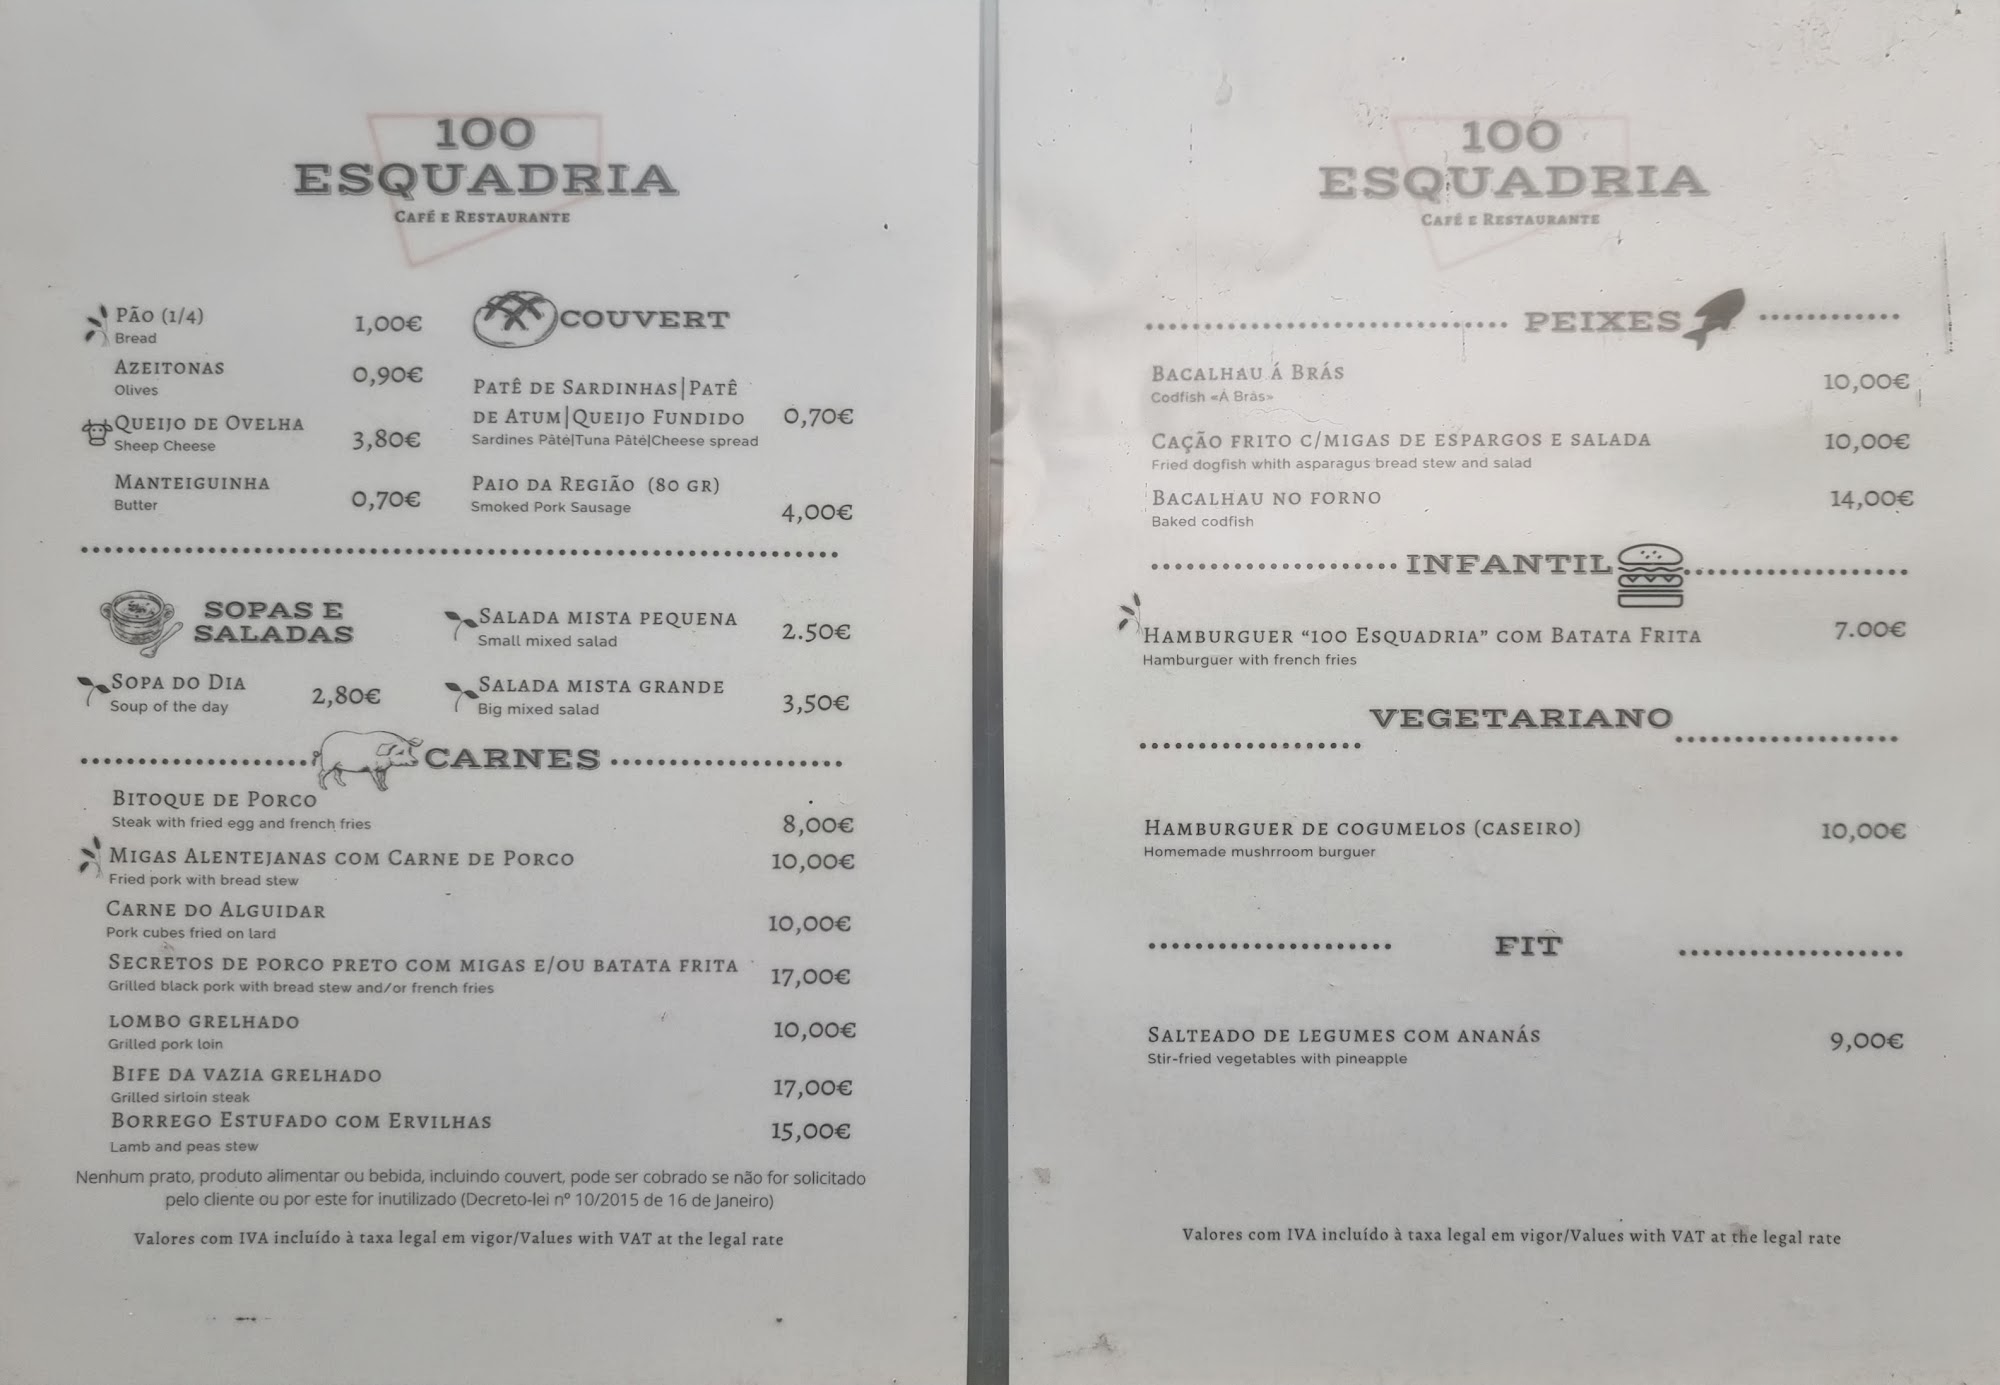 100
ESQUADRIA
Café e Restaurante
Pão (1/4)
Bread
1,00€
Azeitonas
Olives
0,90€
Queijo de Ovelha
Sheep Cheese
3,80€
Manteiguinha
Butter
0,70€
COUVERT
Patê de Sardinhas|Patê
de Atum|Queijo Fundido
0,70€
Sardines Pâté|Tuna Pâté|Cheese spread
Paio da Região (80 gr)
Smoked Pork Sausage
4,00€
SOPAS E
SALADAS
Sopa do Dia
Soup of the day
2,80€
Salada mista pequena
Small mixed salad
2.50€
Salada mista grande
Big mixed salad
3,50€
CARNES
Bitoque de Porco
Steak with fried egg and french fries
8,00€
Migas Alentejanas com Carne de Porco
10,00€
Fried pork with bread stew
Carne do Alguidar
10,00€
Pork cubes fried on lard
Secretos de porco preto com migas e/ou batata frita
17,00€
Grilled black pork with bread stew and/or french fries
lombo grelhado
10,00€
Grilled pork loin
Bife da vazia grelhado
17,00€
Grilled sirloin steak
Borrego Estufado com Ervilhas
15,00€
Lamb and peas stew
Nenhum prato, produto alimentar ou bebida, incluindo couvert, pode ser cobrado se não for solicitado
pelo cliente ou por este for inutilizado (Decreto-lei nº 10/2015 de 16 de Janeiro)
Valores com IVA incluído à taxa legal em vigor/Values with VAT at the legal rate
100
ESQUADRIA
Café e Restaurante
PEIXES
Bacalhau á Brás
10,00€
Codfish «Á Brás»
Cação frito c/migas de espargos e salada
10,00€
Fried dogfish whith asparagus bread stew and salad
Bacalhau no forno
14,00€
Baked codfish
INFANTIL
Hamburguer “100 Esquadria” com Batata Frita
7.00€
Hamburguer with french fries
VEGETARIANO
Hamburguer de cogumelos (caseiro)
10,00€
Homemade mushrroom burguer
FIT
Salteado de legumes com ananás
9,00€
Stir-fried vegetables with pineapple
Valores com IVA incluído à taxa legal em vigor/Values with VAT at the legal rate